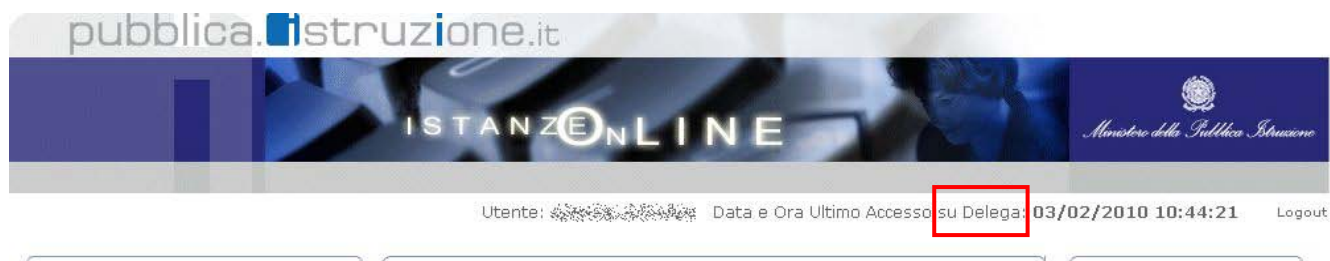 pubblica.istruzione.it
ISTANZE ONLINE
Ministero della Pubblica Istruzione
Utente: Data e Ora Ultimo Accesso su Delega: 03/02/2010 10:44:21 Logout